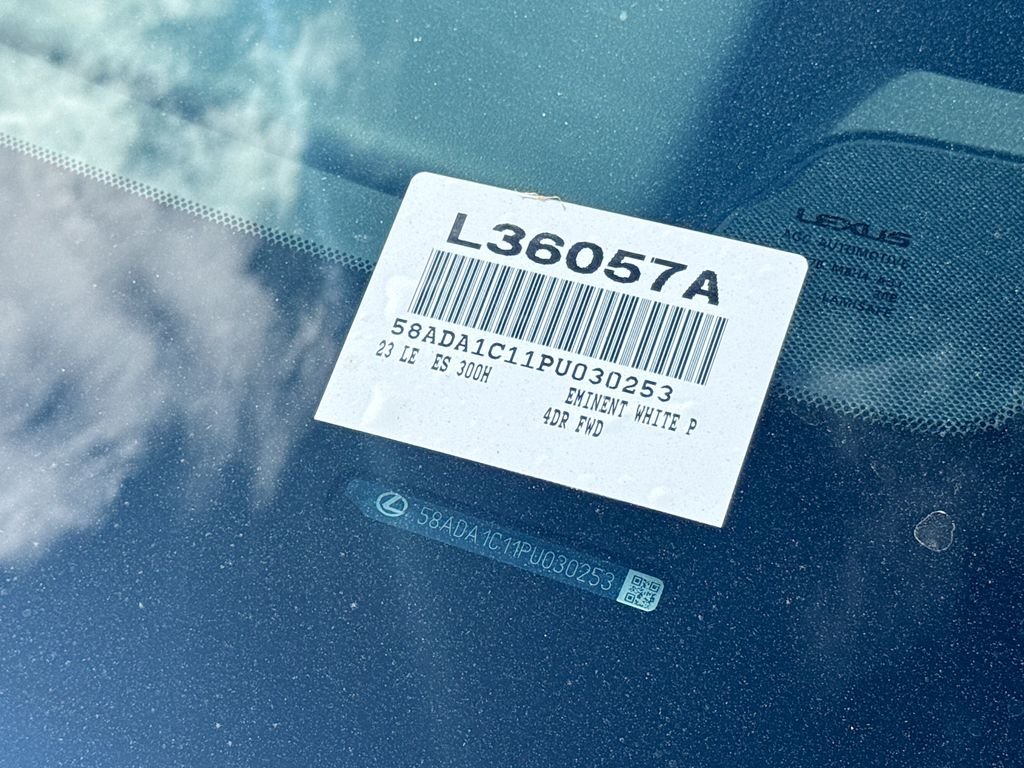 L36057A
58ADA1C11PU030253
23 LE ES 300H
EMINENT WHITE P
4DR FWD
LEXUS
58ADA1C11PU030253